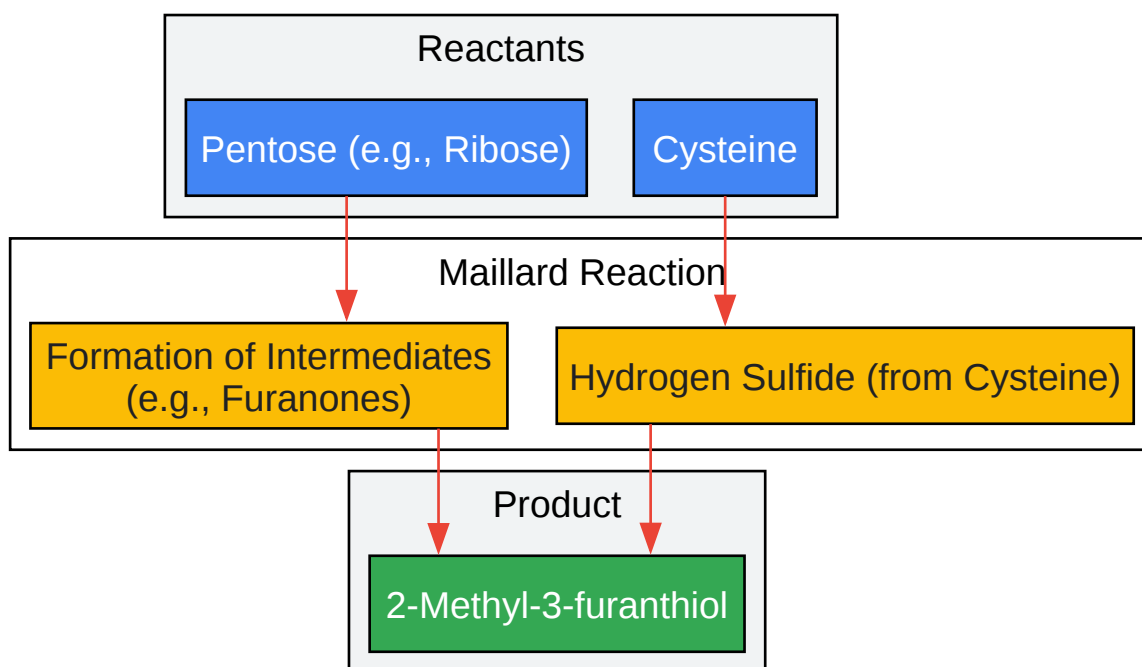 Reactants
Pentose (e.g., Ribose)
Cysteine
Maillard Reaction
Formation of Intermediates
(e.g., Furanones)
Hydrogen Sulfide (from Cysteine)
Product
2-Methyl-3-furanthiol